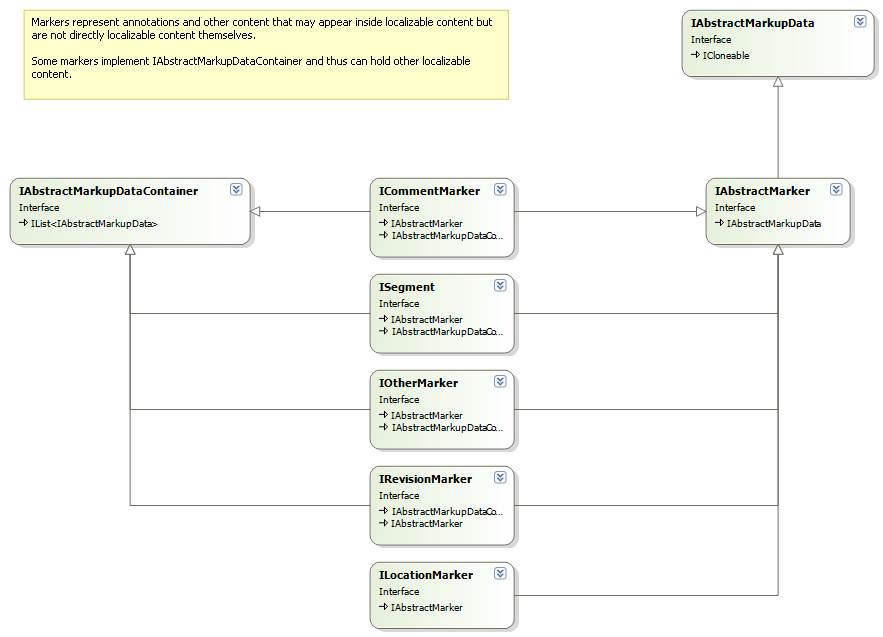 Markers represent annotations and other content that may appear inside localizable content but
are not directly localizable content themselves.
Some markers implement IAbstractMarkupDataContainer and thus can hold other localizable
content.
IAbstractMarkupData
Interface
ICloneable
IAbstractMarkupDataContainer
Interface
IList<IAbstractMarkupData>
ICommentMarker
Interface
IAbstractMarker
IAbstractMarkupDataCo...
IAbstractMarker
Interface
IAbstractMarkupData
ISegment
Interface
IAbstractMarker
IAbstractMarkupDataCo...
IOtherMarker
Interface
IAbstractMarker
IAbstractMarkupDataCo...
IRevisionMarker
Interface
IAbstractMarkupDataCo...
IAbstractMarker
ILocationMarker
Interface
IAbstractMarker